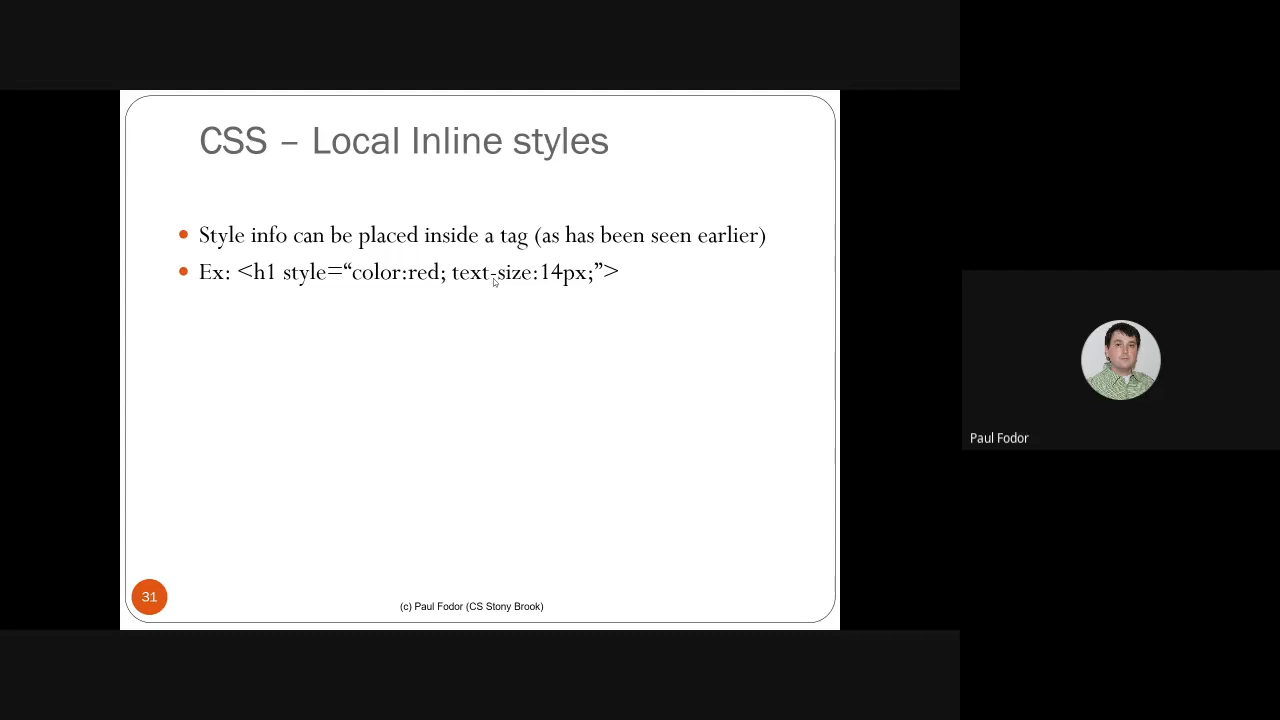 CSS – Local Inline styles
Style info can be placed inside a tag (as has been seen earlier)
Ex: <h1 style=“color:red; text-size:14px;”>
31
(c) Paul Fodor (CS Stony Brook)
Paul Fodor